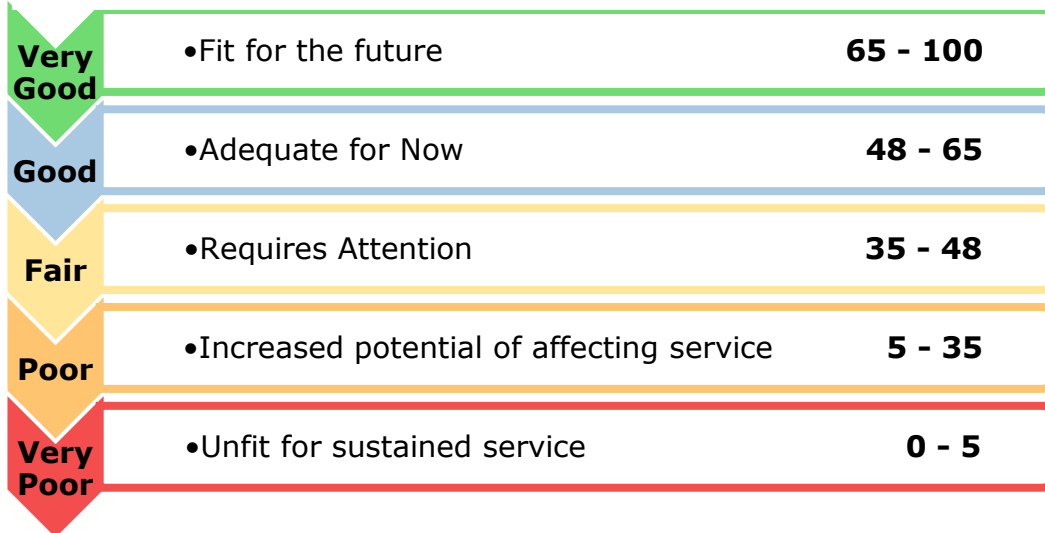 Very
Good
•Fit for the future 65 - 100
Good
•Adequate for Now 48 - 65
Fair
•Requires Attention 35 - 48
Poor
•Increased potential of affecting service 5 - 35
Very
Poor
•Unfit for sustained service 0 - 5